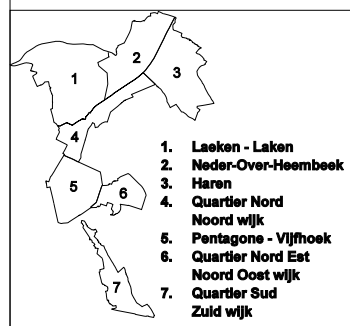 2
1
3
4
5
6
7
1. Laeken - Laken
2. Neder-Over-Heembeek
3. Haren
4. Quartier Nord
Noord wijk
5. Pentagone - Vijfhoek
6. Quartier Nord Est
Noord Oost wijk
7. Quartier Sud
Zuid wijk